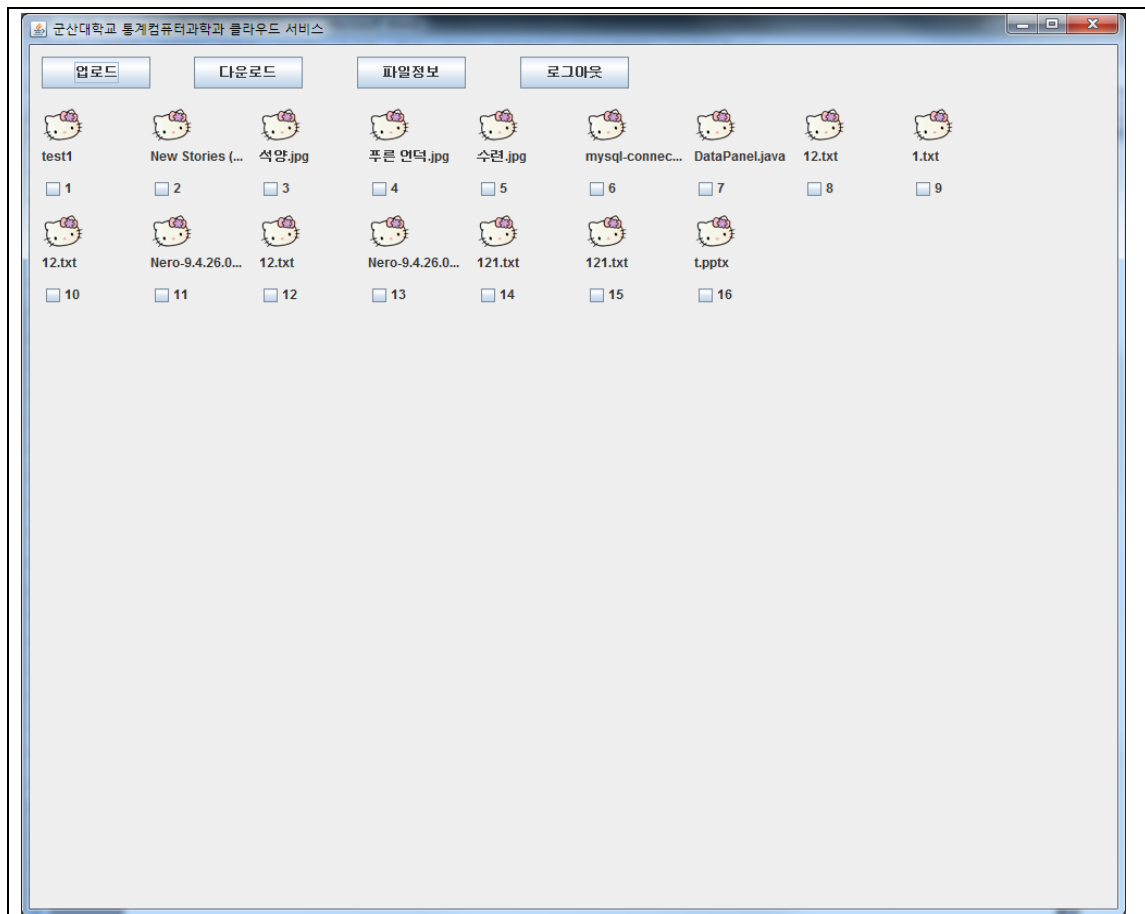 군산대학교 통계컴퓨터과학과 클라우드 서비스
업로드 다운로드 파일정보 로그아웃
test1 New Stories (... 석양.jpg 푸른 언덕.jpg 수련.jpg mysql-connec... DataPanel.java 12.txt 1.txt
1 2 3 4 5 6 7 8 9
12.txt Nero-9.4.26.0... 12.txt Nero-9.4.26.0... 121.txt 121.txt t.pptx
10 11 12 13 14 15 16